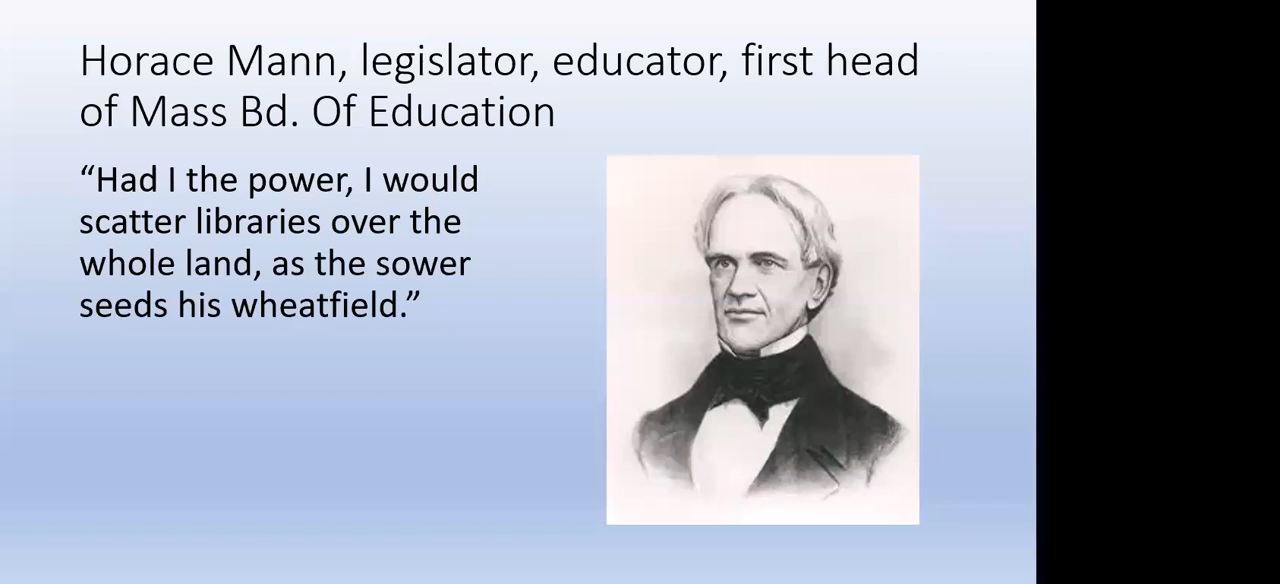 Horace Mann, legislator, educator, first head
of Mass Bd. Of Education
“Had I the power, I would
scatter libraries over the
whole land, as the sower
seeds his wheatfield.”